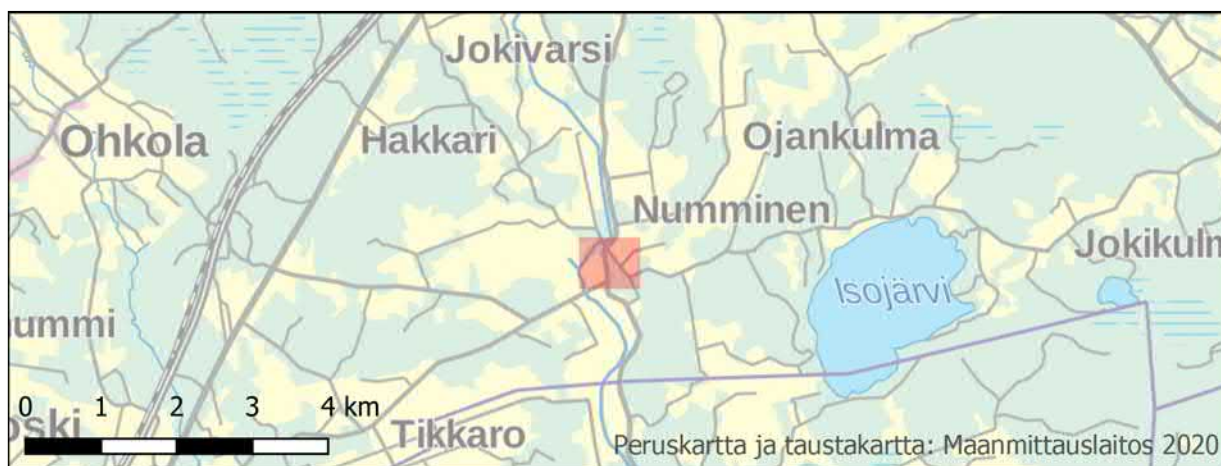 Jokivarsi
Ohkola
Hakkari
Ojankulma
Numminen
Jokikulm
Isojärvi
ummi
0 1 2 3 4 km
oski
Tikkaro
Peruskartta ja taustakartta: Maanmittauslaitos 2020